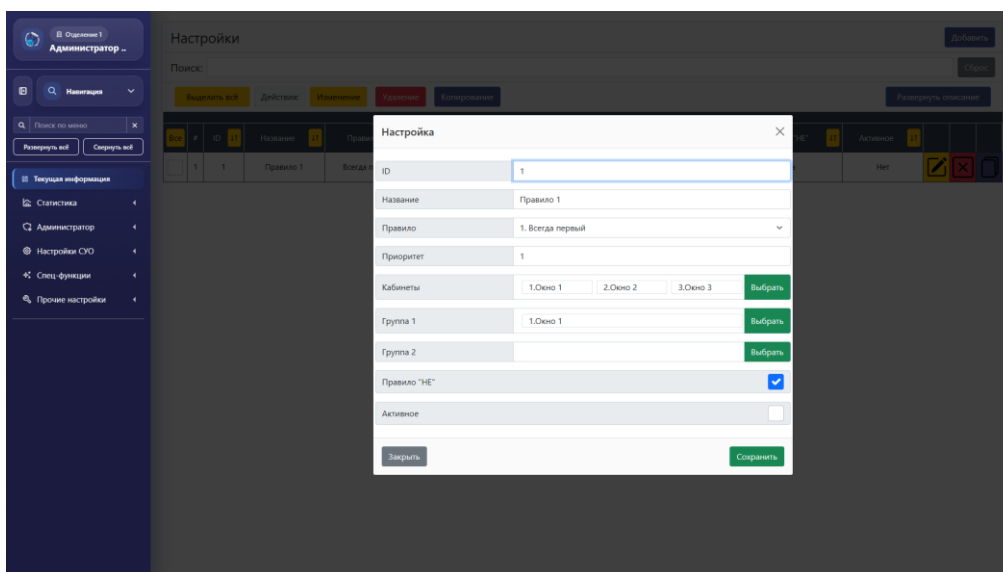 Отделение 1
Администратор ..
Навигация
Поиск по меню
Развернуть всё Свернуть всё
Текущая информация
Статистика
Администратор
Настройки СУО
Спец-функции
Прочие настройки
Настройки Добавить
Поиск: Сброс
Выделить всё Действие: Изменение Удаление Копирование Развернуть описание
Все # ID Название Правил "НЕ" Активное
1 1 Правило 1 Всегда п Нет
Настройка
ID 1
Название Правило 1
Правило 1. Всегда первый
Приоритет 1
Кабинеты 1.Окно 1 2.Окно 2 3.Окно 3 Выбрать
Группа 1 1.Окно 1 Выбрать
Группа 2 Выбрать
Правило "НЕ"
Активное
Закрыть Сохранить